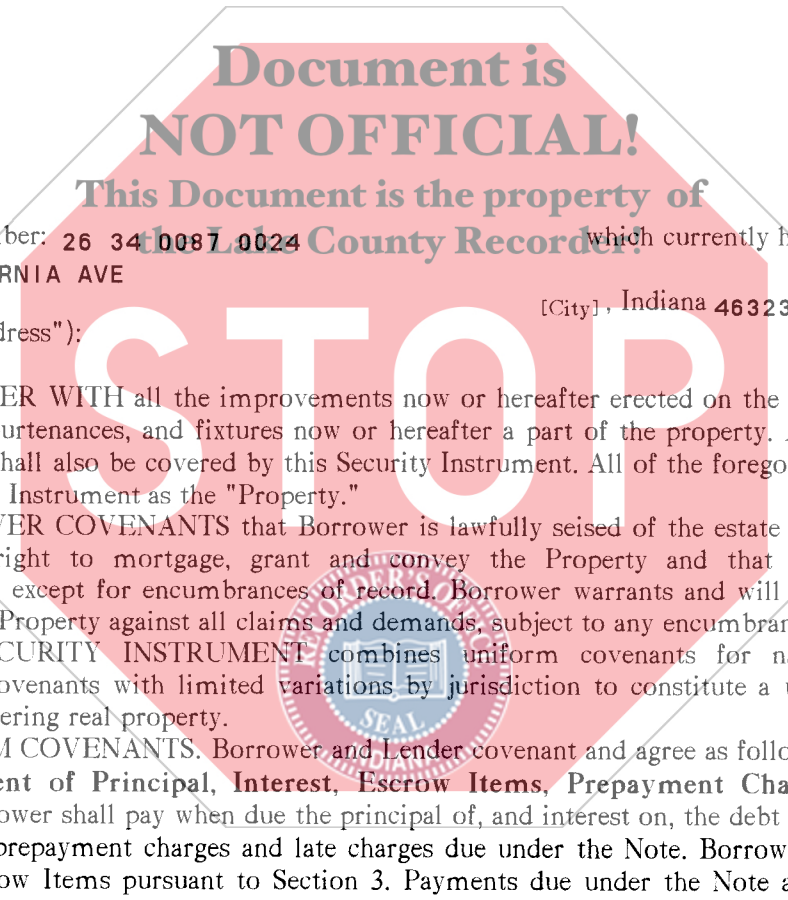 Document is
NOT OFFICIAL!
This Document is the property of
the Lake County Recorder!
ber: 26 34 0087 0024 which currently h
RNIA AVE
[City], Indiana 46323
dress"):
STOP
ER WITH all the improvements now or hereafter erected on the
urtenances, and fixtures now or hereafter a part of the property.
hall also be covered by this Security Instrument. All of the forego
Instrument as the "Property."
VER COVENANTS that Borrower is lawfully seised of the estate
right to mortgage, grant and convey the Property and that
except for encumbrances of record. Borrower warrants and will
Property against all claims and demands, subject to any encumbran
CURITY INSTRUMENT combines uniform covenants for na
ovenants with limited variations by jurisdiction to constitute a u
ering real property.
M COVENANTS. Borrower and Lender covenant and agree as follo
ent of Principal, Interest, Escrow Items, Prepayment Cha
ower shall pay when due the principal of, and interest on, the debt
prepayment charges and late charges due under the Note. Borrow
ow Items pursuant to Section 3. Payments due under the Note a
RECORDER'S OFFICE
SEAL
INDIANA